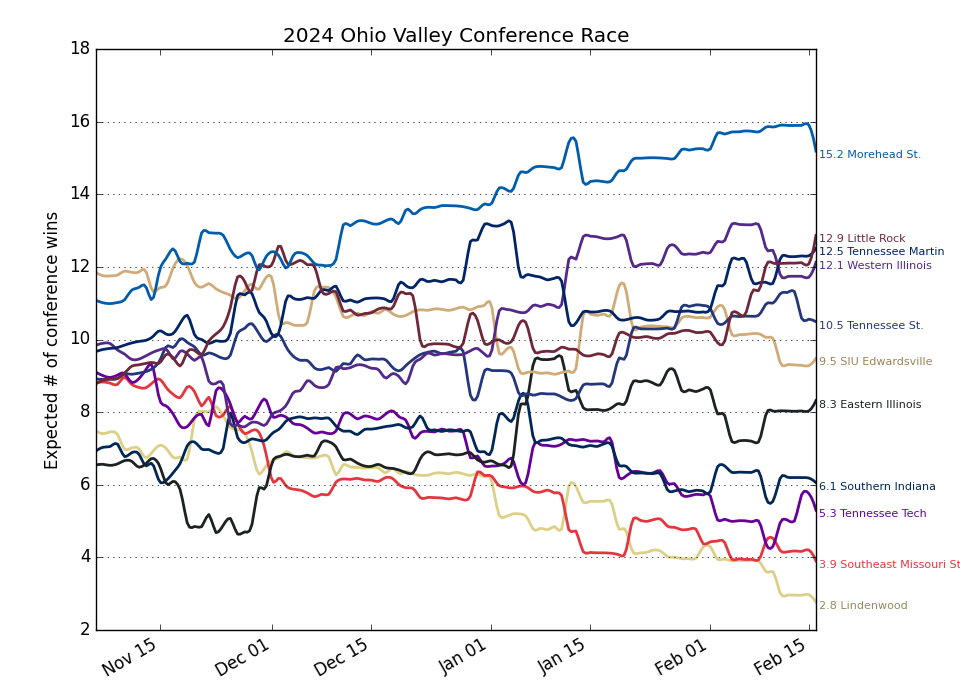 2024 Ohio Valley Conference Race
Expected # of conference wins
18
16
14
12
10
8
6
4
2
Nov 15
Dec 01
Dec 15
Jan 01
Jan 15
Feb 01
Feb 15
15.2 Morehead St.
12.9 Little Rock
12.5 Tennessee Martin
12.1 Western Illinois
10.5 Tennessee St.
9.5 SIU Edwardsville
8.3 Eastern Illinois
6.1 Southern Indiana
5.3 Tennessee Tech
3.9 Southeast Missouri St
2.8 Lindenwood